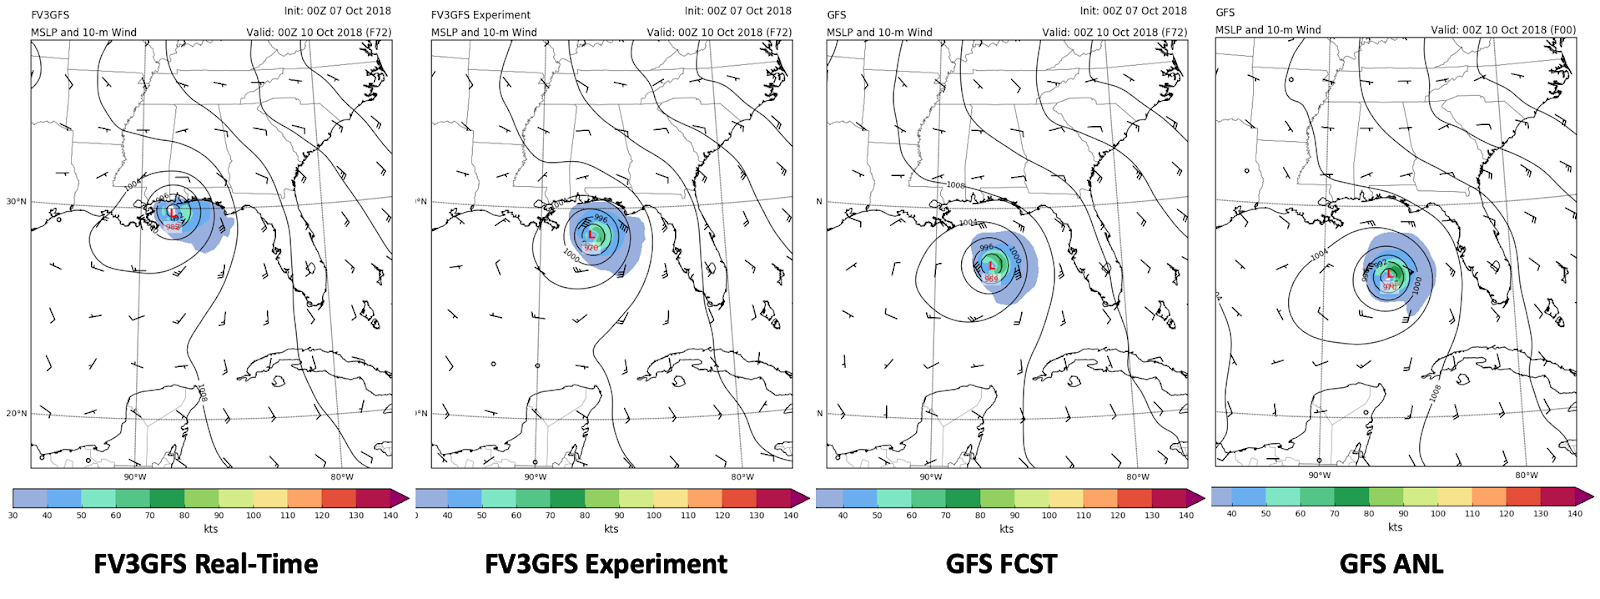 FV3GFS
Init: 00Z 07 Oct 2018
MSLP and 10-m Wind
Valid: 00Z 10 Oct 2018 (F72)
1004
30°N
1008
20°N
90°W
80°W
30 40 50 60 70 80 90 100 110 120 130 140
kts
FV3GFS Real-Time
FV3GFS Experiment
Init: 00Z 07 Oct 2018
MSLP and 10-m Wind
Valid: 00Z 10 Oct 2018 (F72)
996
L
1000
°N
°N
90°W
80°W
40 50 60 70 80 90 100 110 120 130 140
kts
FV3GFS Experiment
GFS
Init: 00Z 07 Oct 2018
MSLP and 10-m Wind
Valid: 00Z 10 Oct 2018 (F72)
1008
N
1004
996
1000
L
N
90°W
80°W
40 50 60 70 80 90 100 110 120 130 140
kts
GFS FCST
GFS
MSLP and 10-m Wind
Valid: 00Z 10 Oct 2018 (F00)
1004
992
L
1000
1008
90°W
80°W
40 50 60 70 80 90 100 110 120 130 140
kts
GFS ANL